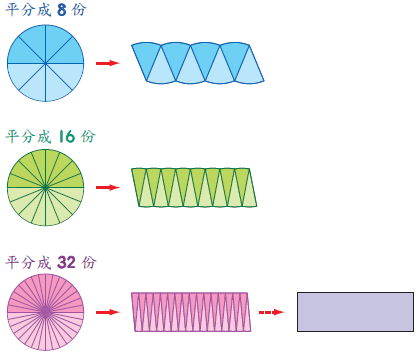 平分成 8 份
平分成 16 份
平分成 32 份